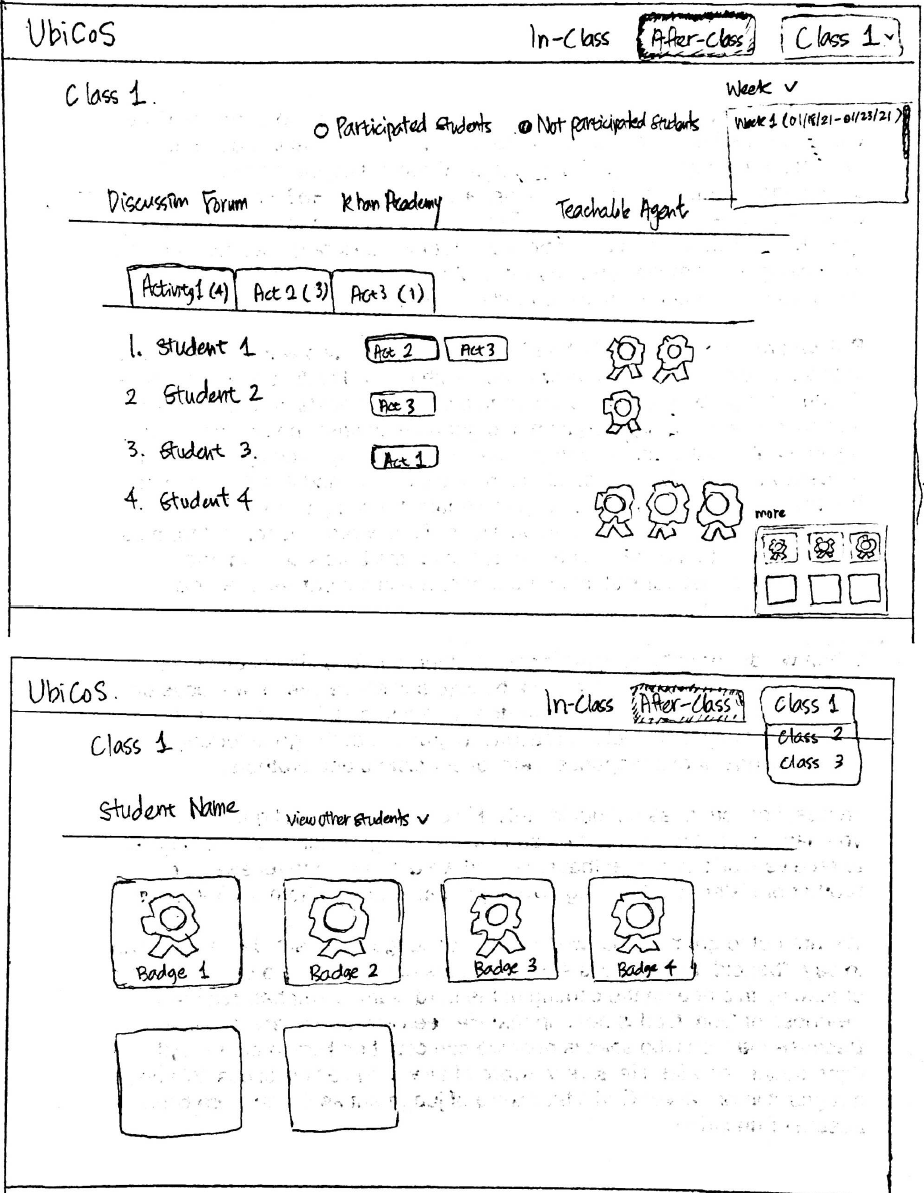 UbiCoS In-Class After-Class Class 1
Class 1.
Week
Participated Students Not participated Students
Week 1 (01/18/21-01/23/21)
Discussion Forum Khan Academy Teachable Agent
Activity1 (4) Act 2 (3) Act3 (1)
1. Student 1 Act 2 Act 3
2 Student 2 Act 3
3. Student 3. Act 1
4. Student 4
more
UbiCoS. In-Class After-Class Class 1
Class 2
Class 1
Class 3
Student Name View other students
Badge 1 Badge 2 Badge 3 Badge 4